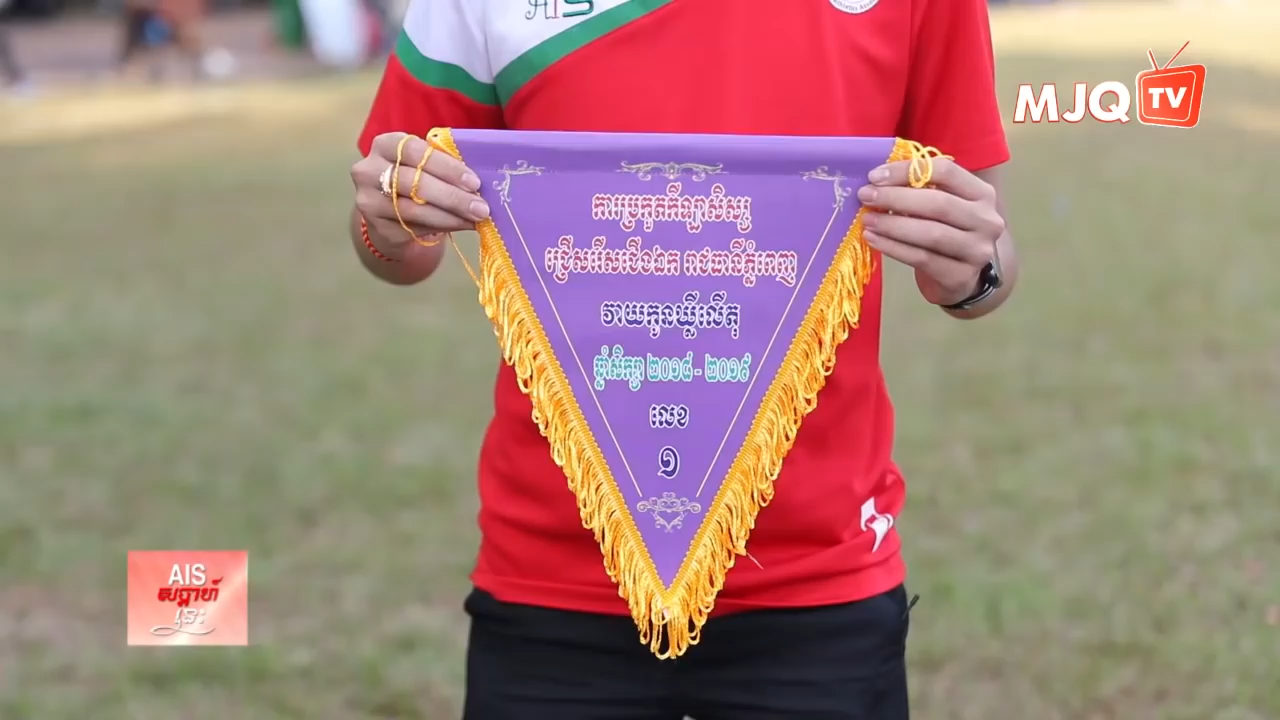 AIS
MJQ TV
ការប្រកួតកីឡាសិស្ស
ជ្រើសរើសជើងឯក រាជធានីភ្នំពេញ
វាយកូនឃ្លីលើតុ
ឆ្នាំសិក្សា ២០១៨ - ២០១៩
លេខ
១
AIS
សប្តាហ៍
នេះ